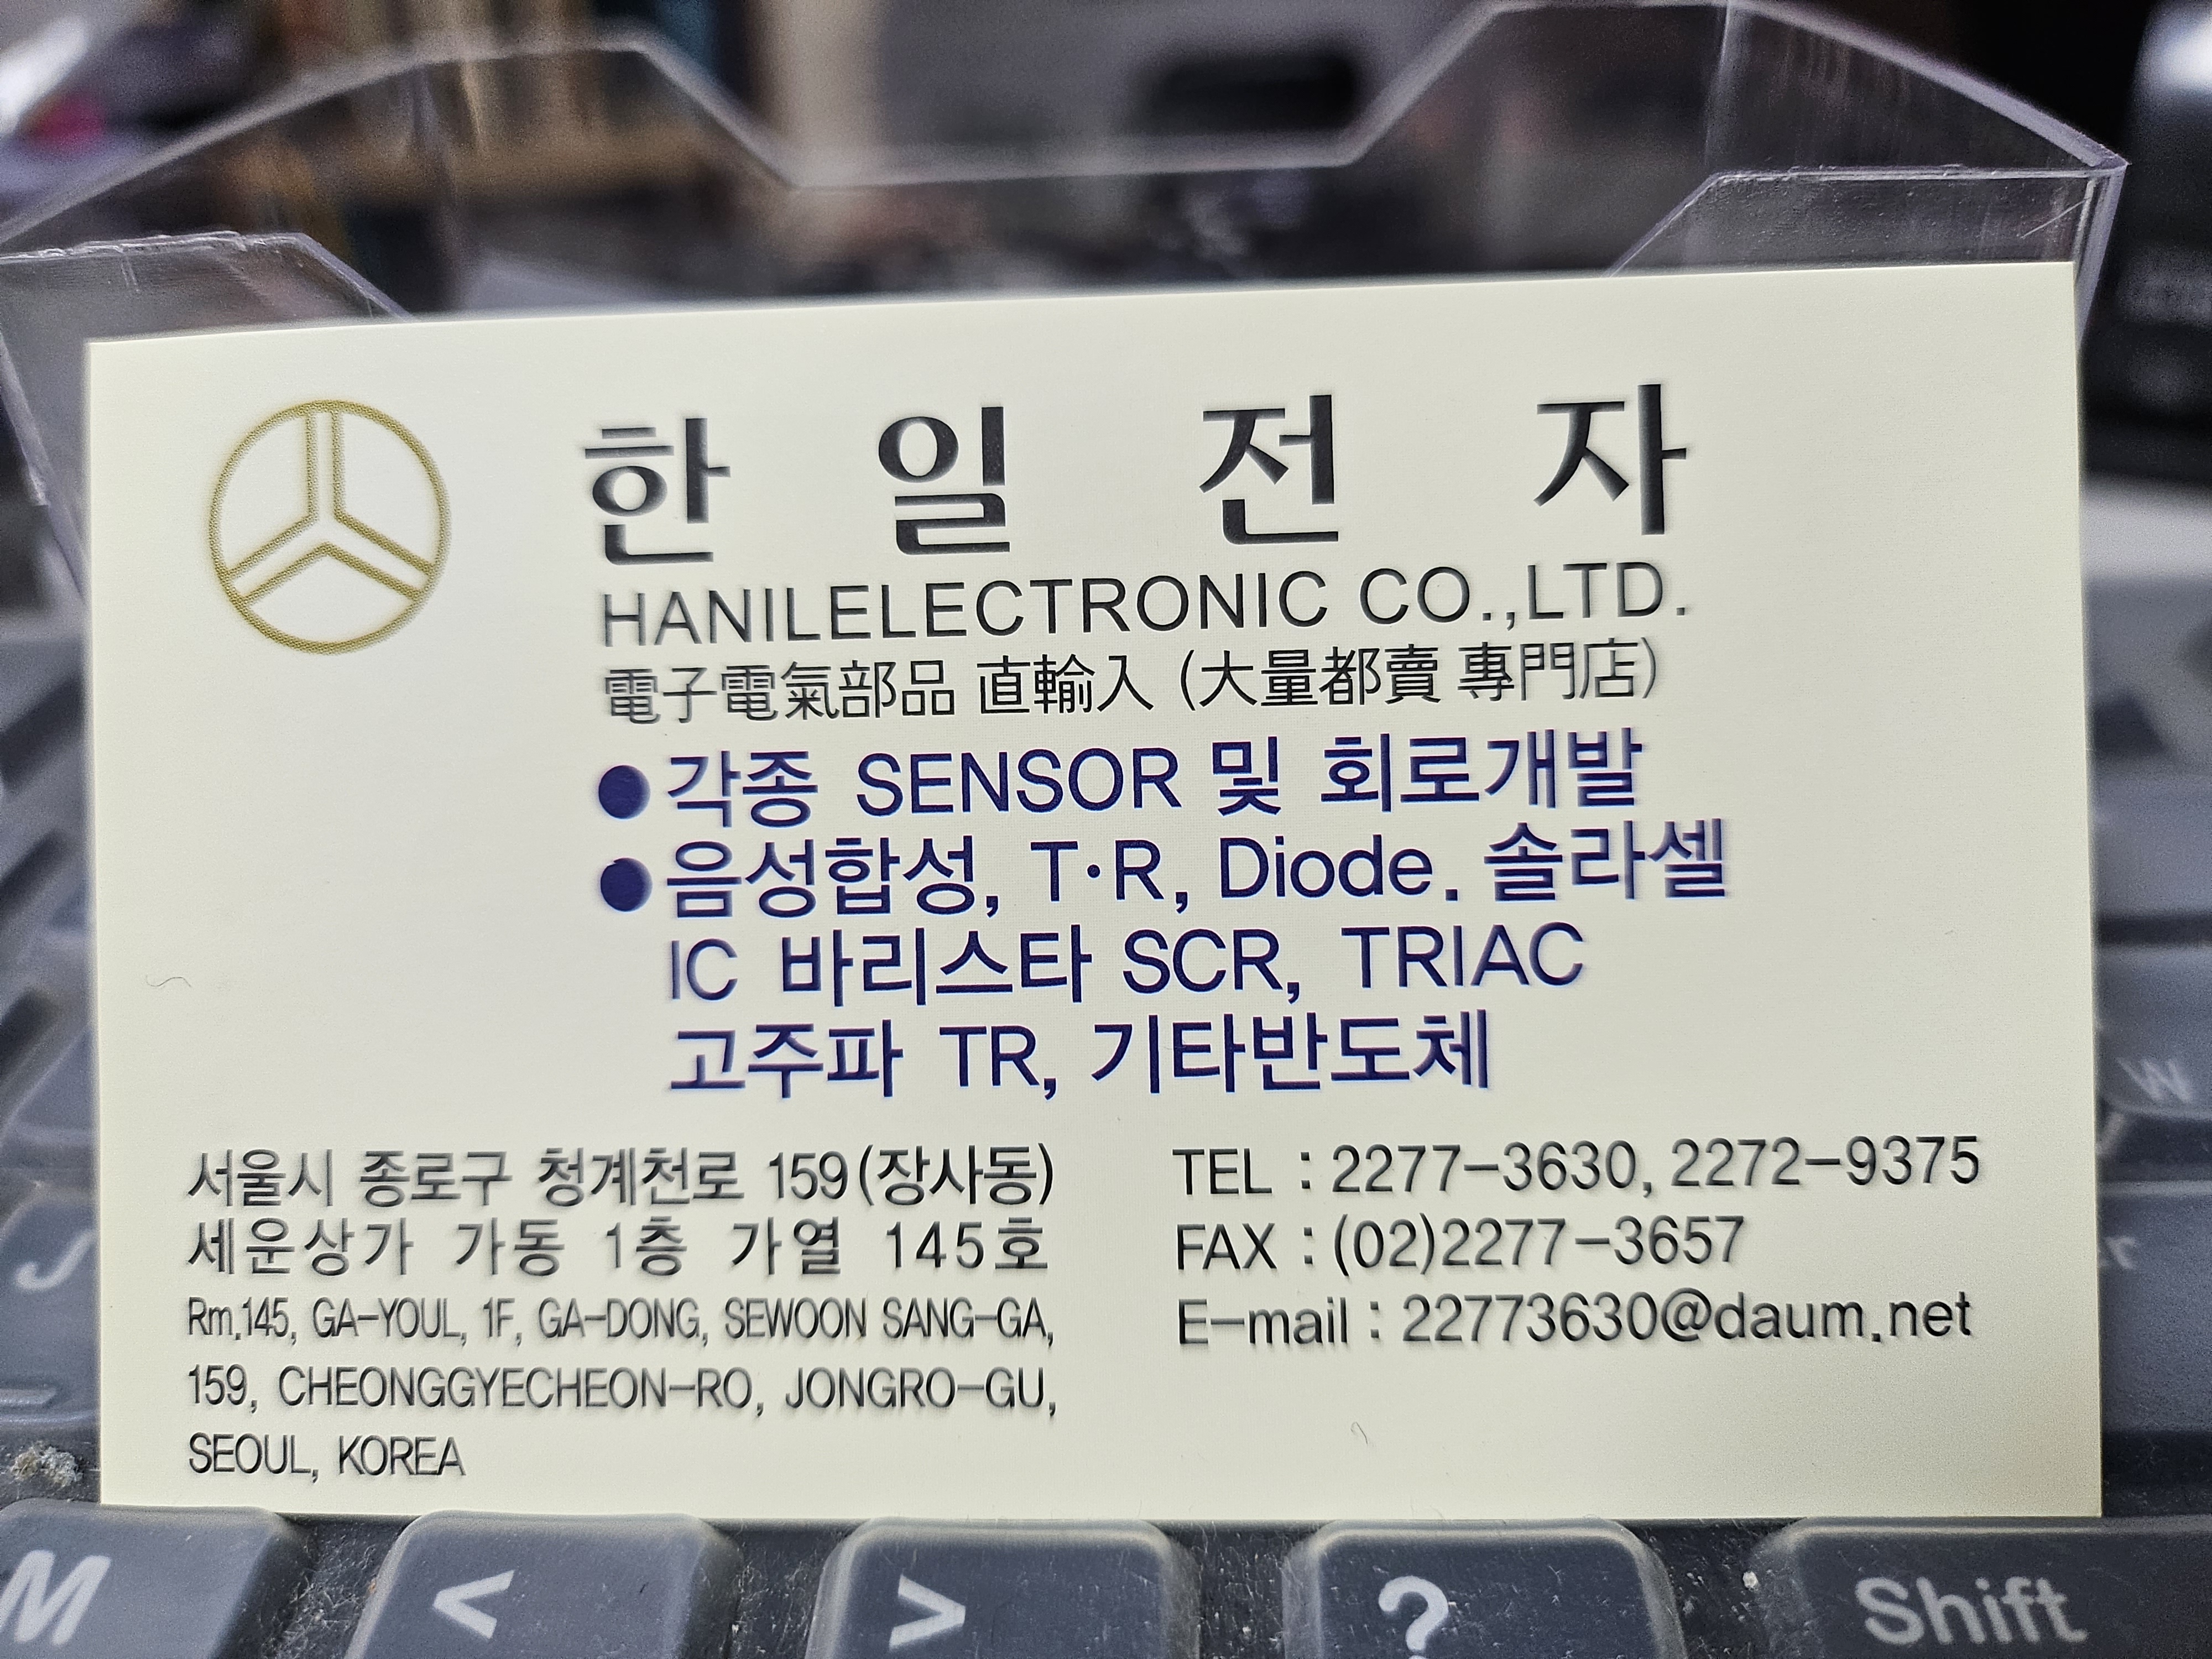 한 일 전 자
HANILELECTRONIC CO.,LTD.
電子電氣部品 直輸入 (大量都賣 專門店)
●각종 SENSOR 및 회로개발
●음성합성, T·R, Diode. 솔라셀
IC 바리스타 SCR, TRIAC
고주파 TR, 기타반도체
서울시 종로구 청계천로 159(장사동)
세운상가 가동 1층 가열 145호
Rm.145, GA-YOUL, 1F, GA-DONG, SEWOON SANG-GA,
159, CHEONGGYECHEON-RO, JONGRO-GU,
SEOUL, KOREA
TEL : 2277-3630, 2272-9375
FAX : (02)2277-3657
E-mail : 22773630@daum.net
W
J
M < > ? Shift